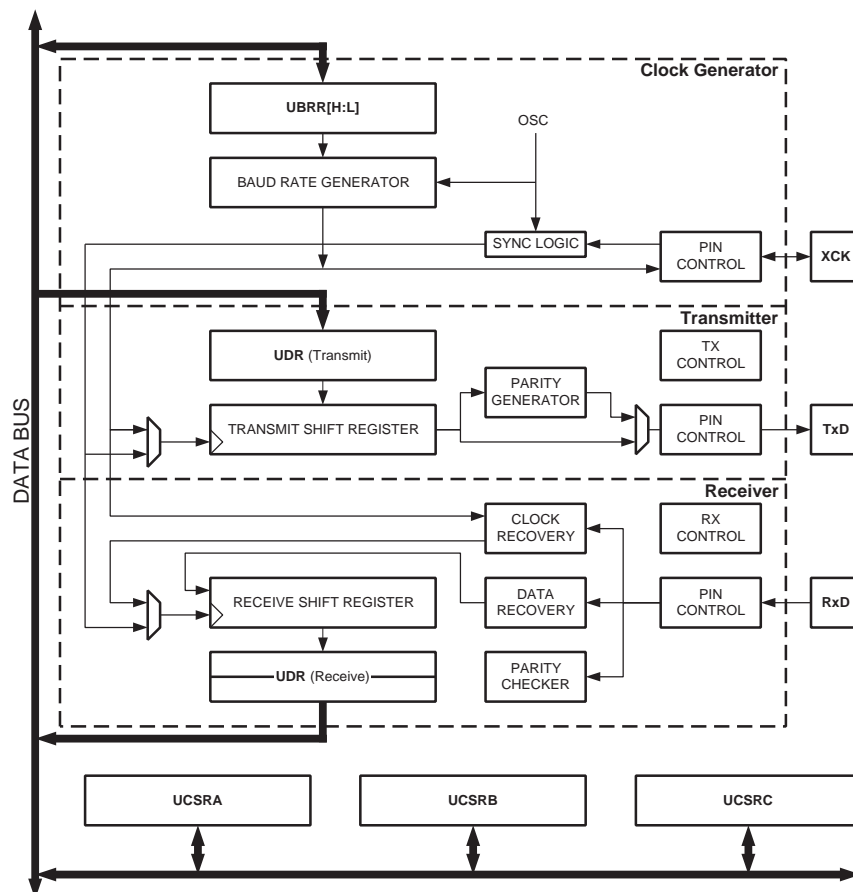 Clock Generator
UBRR[H:L]
OSC
BAUD RATE GENERATOR
SYNC LOGIC
PIN
CONTROL
XCK
Transmitter
UDR (Transmit)
TX
CONTROL
PARITY
GENERATOR
TRANSMIT SHIFT REGISTER
PIN
CONTROL
TxD
DATA BUS
Receiver
CLOCK
RECOVERY
RX
CONTROL
RECEIVE SHIFT REGISTER
DATA
RECOVERY
PIN
CONTROL
RxD
UDR (Receive)
PARITY
CHECKER
UCSRA
UCSRB
UCSRC